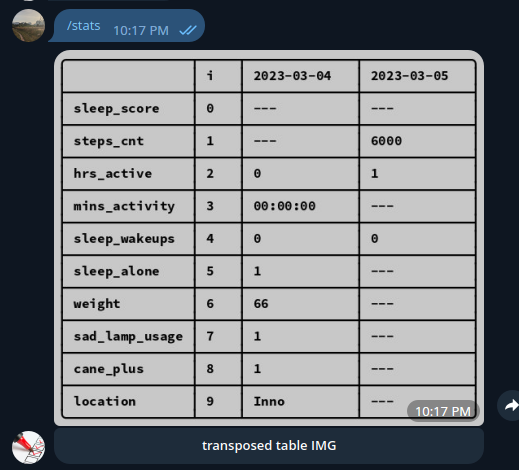 /stats 10:17 PM
i 2023-03-04 2023-03-05
sleep_score 0 --- ---
steps_cnt 1 --- 6000
hrs_active 2 0 1
mins_activity 3 00:00:00 ---
sleep_wakeups 4 0 0
sleep_alone 5 1 ---
weight 6 66 ---
sad_lamp_usage 7 1 ---
cane_plus 8 1 ---
location 9 Inno ---
10:17 PM
transposed table IMG